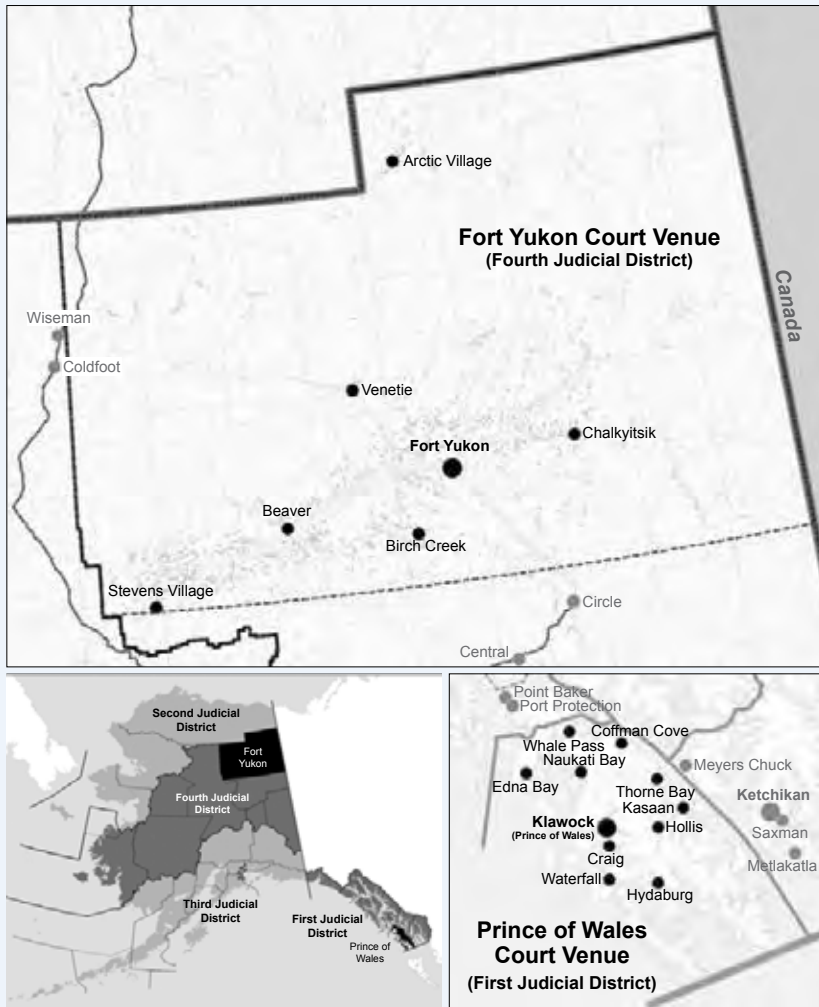 Arctic Village
Fort Yukon Court Venue
(Fourth Judicial District)
Canada
Wiseman
Coldfoot
Venetie
Chalkyitsik
Fort Yukon
Beaver
Birch Creek
Stevens Village
Circle
Central
Second Judicial
District
Fort
Yukon
Fourth Judicial
District
Third Judicial
District
First Judicial
District
Prince of
Wales
Point Baker
Port Protection
Coffman Cove
Whale Pass
Naukati Bay
Meyers Chuck
Edna Bay
Thorne Bay
Kasaan
Ketchikan
Klawock
(Prince of Wales)
Hollis
Saxman
Craig
Metlakatla
Waterfall
Hydaburg
Prince of Wales
Court Venue
(First Judicial District)